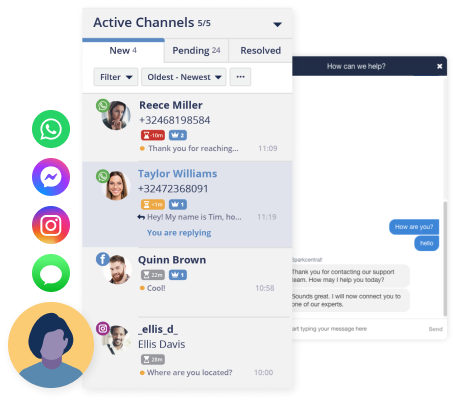 Active Channels 5/5
New 4
Pending 24
Resolved
Filter
Oldest - Newest
...
Reece Miller
+32468198584
-10m
2
Thank you for reaching...
11:09
Taylor Williams
+32472368091
<1m
1
Hey! My name is Tim, ho...
11:19
You are replying
Quinn Brown
22m
1
Cool!
10:58
_ellis_d_
Ellis Davis
28m
Where are you located?
10:00
How can we help?
How are you?
hello
Sparkcentral
Thank you for contacting our support
team. How may I help you today?
Sounds great. I will now connect you to
one of our experts.
art typing your message here
Send